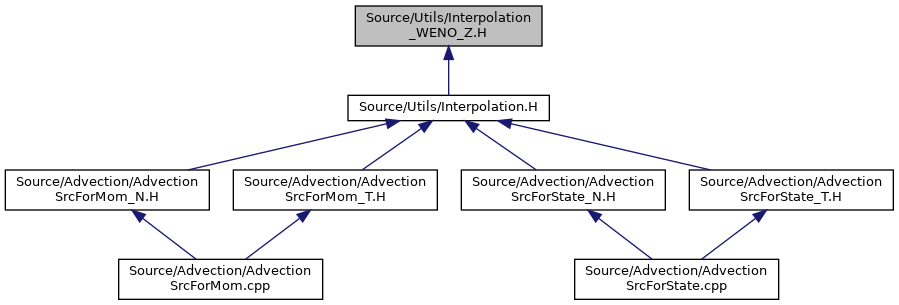 Source/Utils/Interpolation
_WENO_Z.H
Source/Utils/Interpolation.H
Source/Advection/Advection
SrcForMom_N.H
Source/Advection/Advection
SrcForMom_T.H
Source/Advection/Advection
SrcForState_N.H
Source/Advection/Advection
SrcForState_T.H
Source/Advection/Advection
SrcForMom.cpp
Source/Advection/Advection
SrcForState.cpp